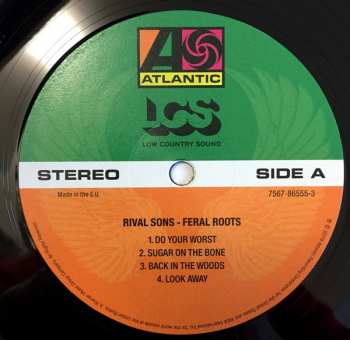 A
ATLANTIC
LCS
LOW COUNTRY SOUND
STEREO
SIDE A
Made in the E.U.
7567-86555-3
RIVAL SONS - FERAL ROOTS
1. DO YOUR WORST
2. SUGAR ON THE BONE
3. BACK IN THE WOODS
4. LOOK AWAY